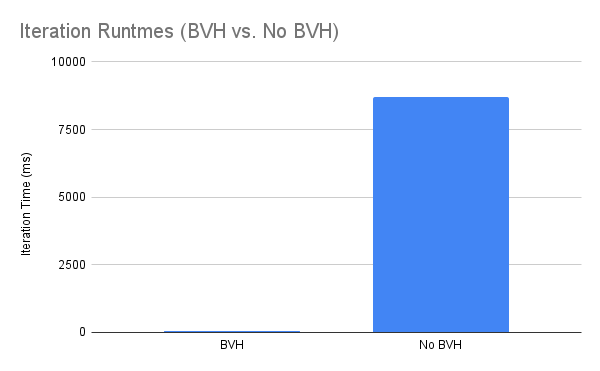 Iteration Runtmes (BVH vs. No BVH)
10000
7500
5000
2500
0
Iteration Time (ms)
BVH
No BVH